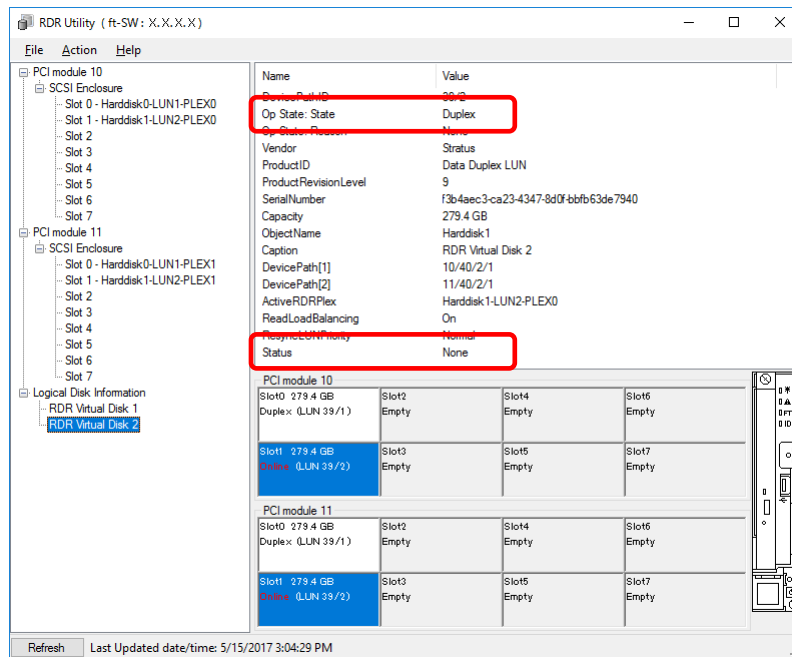 RDR Utility ( ft-SW : X.X.X.X )
File Action Help
PCI module 10
SCSI Enclosure
Slot 0 - Harddisk0-LUN1-PLEX0
Slot 1 - Harddisk1-LUN2-PLEX0
Slot 2
Slot 3
Slot 4
Slot 5
Slot 6
Slot 7
PCI module 11
SCSI Enclosure
Slot 0 - Harddisk0-LUN1-PLEX1
Slot 1 - Harddisk1-LUN2-PLEX1
Slot 2
Slot 3
Slot 4
Slot 5
Slot 6
Slot 7
Logical Disk Information
RDR Virtual Disk 1
RDR Virtual Disk 2
Name Value
DevicePathID 39/2
Op State: State Duplex
Op State: Reason None
Vendor Stratus
ProductID Data Duplex LUN
ProductRevisionLevel 9
SerialNumber f3b4aec3-ca23-4347-8d0f-bbfb63de7940
Capacity 279.4 GB
ObjectName Harddisk1
Caption RDR Virtual Disk 2
DevicePath[1] 10/40/2/1
DevicePath[2] 11/40/2/1
ActiveRDRPlex Harddisk1-LUN2-PLEX0
ReadLoadBalancing On
ResyncLUNPriority Normal
Status None
PCI module 10
Slot0 279.4 GB Slot2 Slot4 Slot6
Duplex (LUN 39/1) Empty Empty Empty
Slot1 279.4 GB Slot3 Slot5 Slot7
Online (LUN 39/2) Empty Empty Empty
PCI module 11
Slot0 279.4 GB Slot2 Slot4 Slot6
Duplex (LUN 39/1) Empty Empty Empty
Slot1 279.4 GB Slot3 Slot5 Slot7
Online (LUN 39/2) Empty Empty Empty
FT
ID
Refresh Last Updated date/time: 5/15/2017 3:04:29 PM